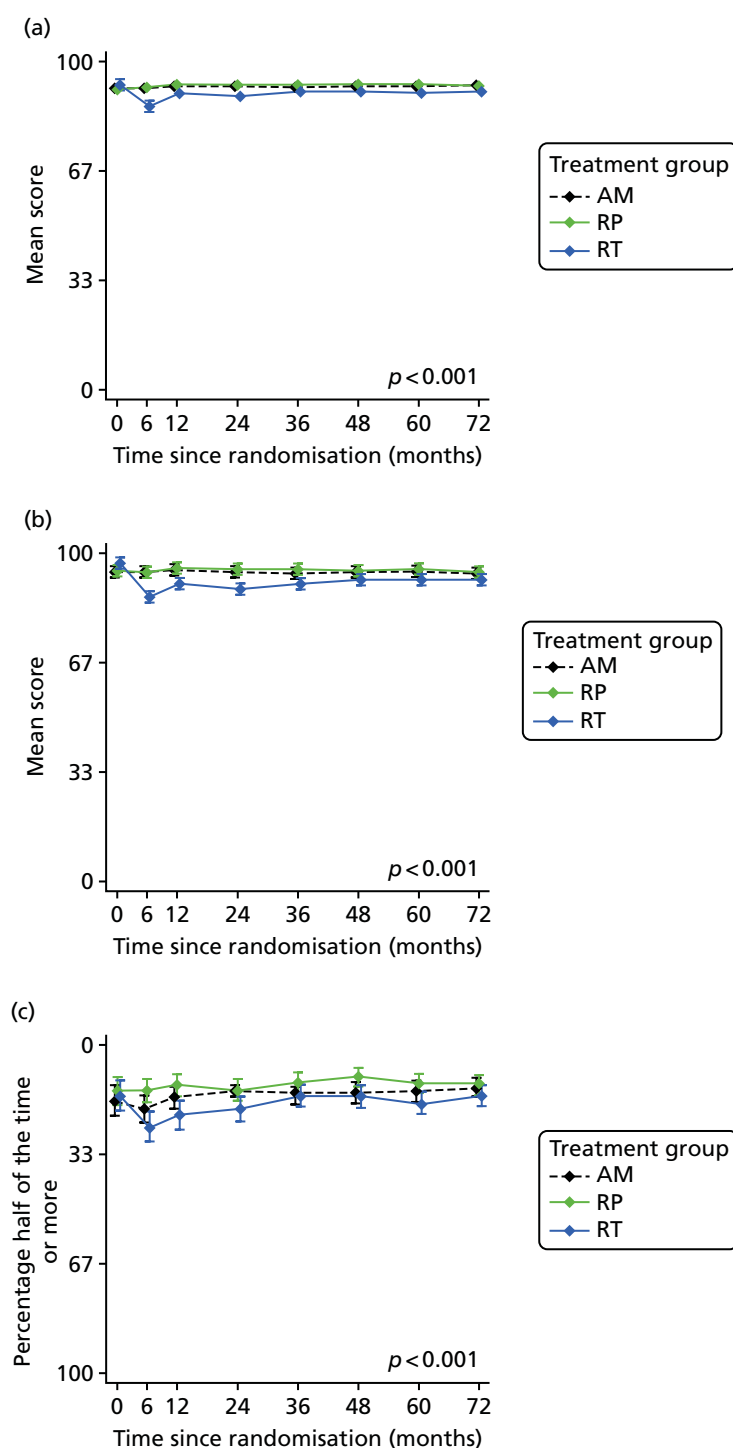 (a)
100
67
33
0
Mean score
p<0.001
0 6 12 24 36 48 60 72
Time since randomisation (months)
Treatment group
AM
RP
RT
(b)
100
67
33
0
Mean score
p<0.001
0 6 12 24 36 48 60 72
Time since randomisation (months)
Treatment group
AM
RP
RT
(c)
0
33
67
100
Percentage half of the time
or more
p<0.001
0 6 12 24 36 48 60 72
Time since randomisation (months)
Treatment group
AM
RP
RT